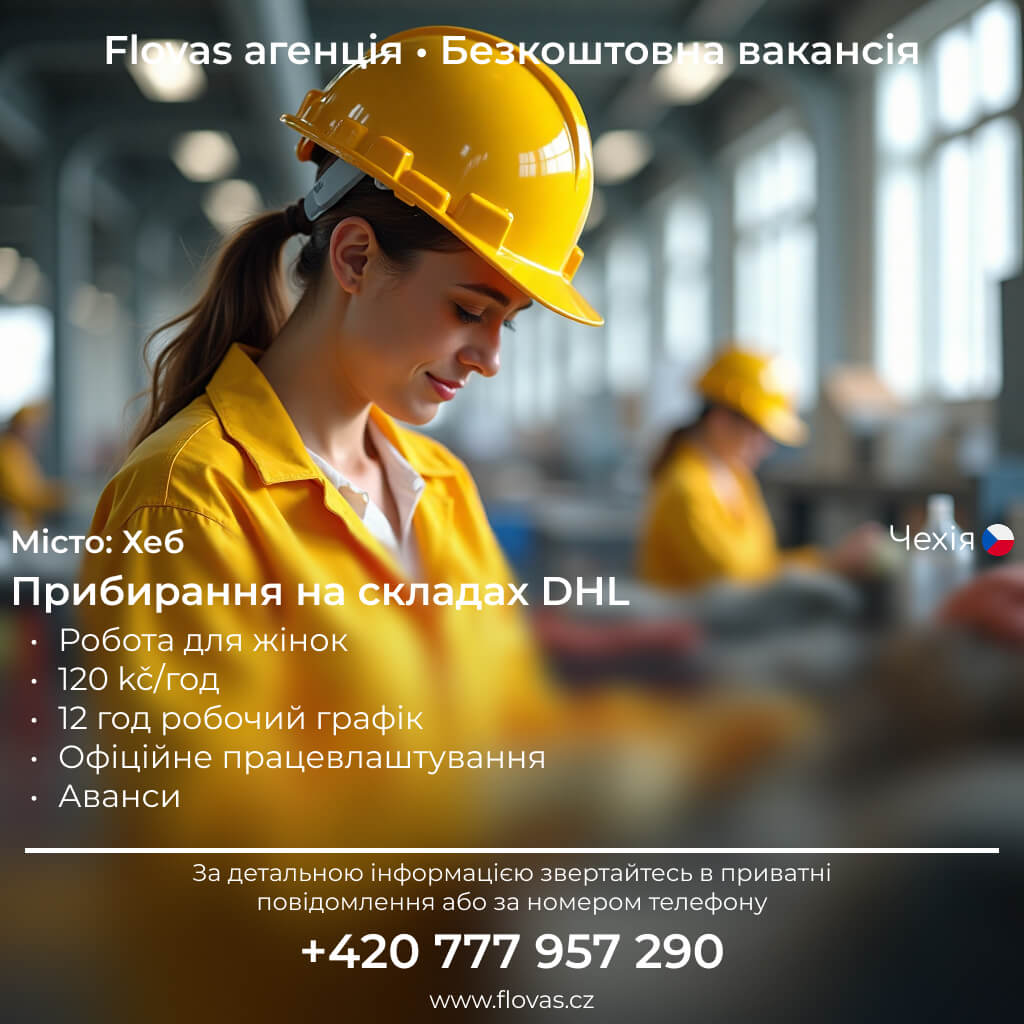 Flovas агенція • Безкоштовна вакансія
Місто: Хеб
Чехія
Прибирання на складах DHL
• Робота для жінок
• 120 kč/год
• 12 год робочий графік
• Офіційне працевлаштування
• Аванси
За детальною інформацією звертайтесь в приватні
повідомлення або за номером телефону
+420 777 957 290
www.flovas.cz